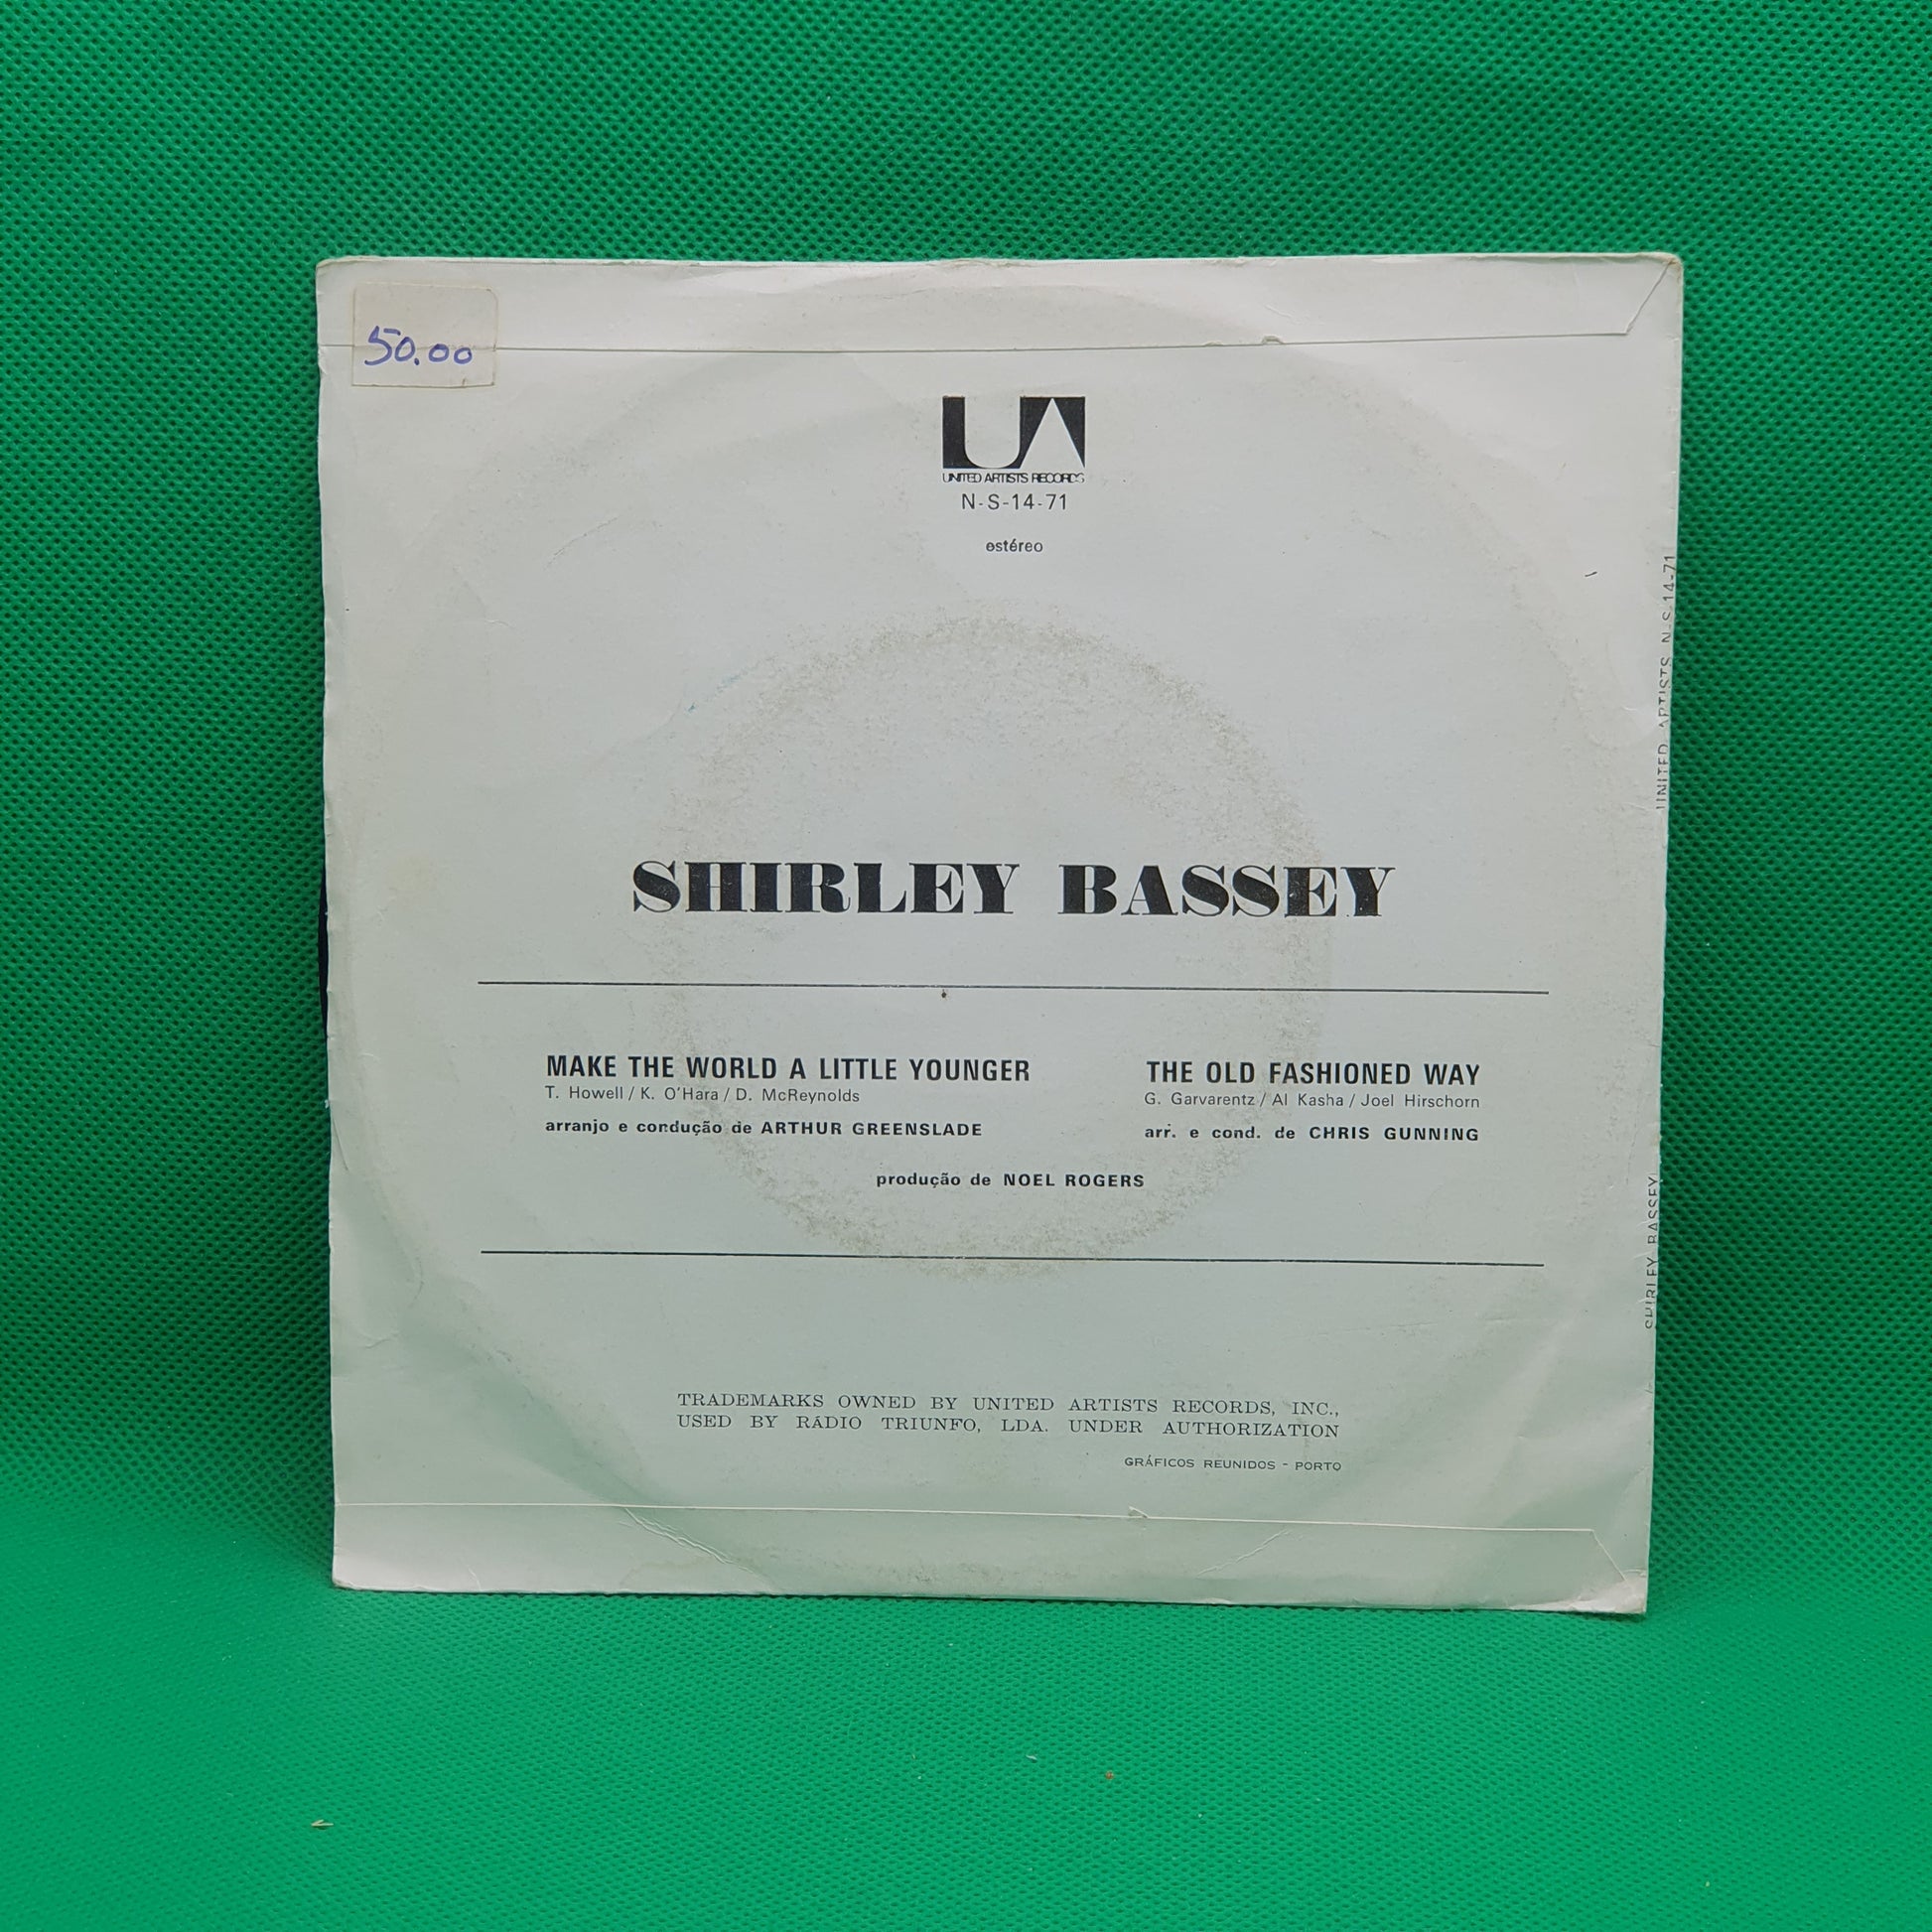 50.00
UA
UNITED ARTISTS RECORDS
N-S-14-71
estéreo
SHIRLEY BASSEY
MAKE THE WORLD A LITTLE YOUNGER
T. Howell / K. O'Hara / D. McReynolds
arranjo e condução de ARTHUR GREENSLADE
THE OLD FASHIONED WAY
G. Garvarentz / Al Kasha / Joel Hirschorn
arr. e cond. de CHRIS GUNNING
produção de NOEL ROGERS
TRADEMARKS OWNED BY UNITED ARTISTS RECORDS, INC.,
USED BY RÁDIO TRIUNFO, LDA. UNDER AUTHORIZATION
GRÁFICOS REUNIDOS - PORTO
SHIRLEY BASSEY
UNITED ARTISTS N-S-14-71